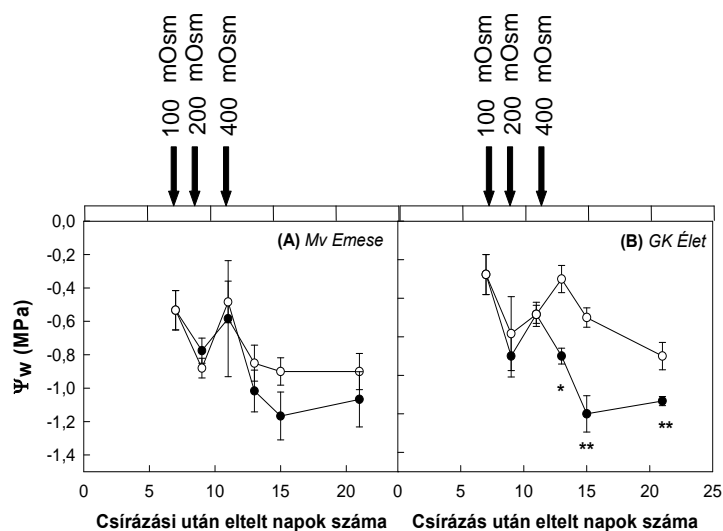 100 mOsm
200 mOsm
400 mOsm
100 mOsm
200 mOsm
400 mOsm
0,0
-0,2
-0,4
-0,6
-0,8
-1,0
-1,2
-1,4
Ψw (MPa)
(A) Mv Emese
(B) GK Élet
*
**
**
0 5 10 15 20
0 5 10 15 20 25
Csírázási után eltelt napok száma
Csírázás után eltelt napok száma